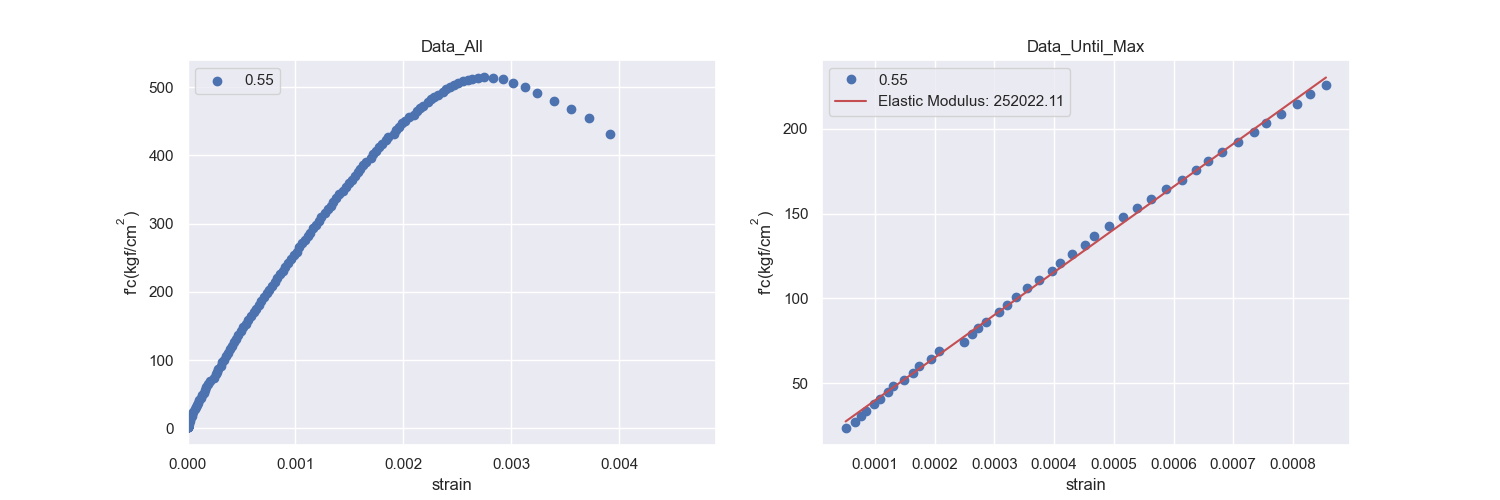 Data_All
0.55
500
400
300
200
100
0
f'c(kgf/cm²)
0.000 0.001 0.002 0.003 0.004
strain
Data_Until_Max
0.55
Elastic Modulus: 252022.11
200
150
100
50
f'c(kgf/cm²)
0.0001 0.0002 0.0003 0.0004 0.0005 0.0006 0.0007 0.0008
strain